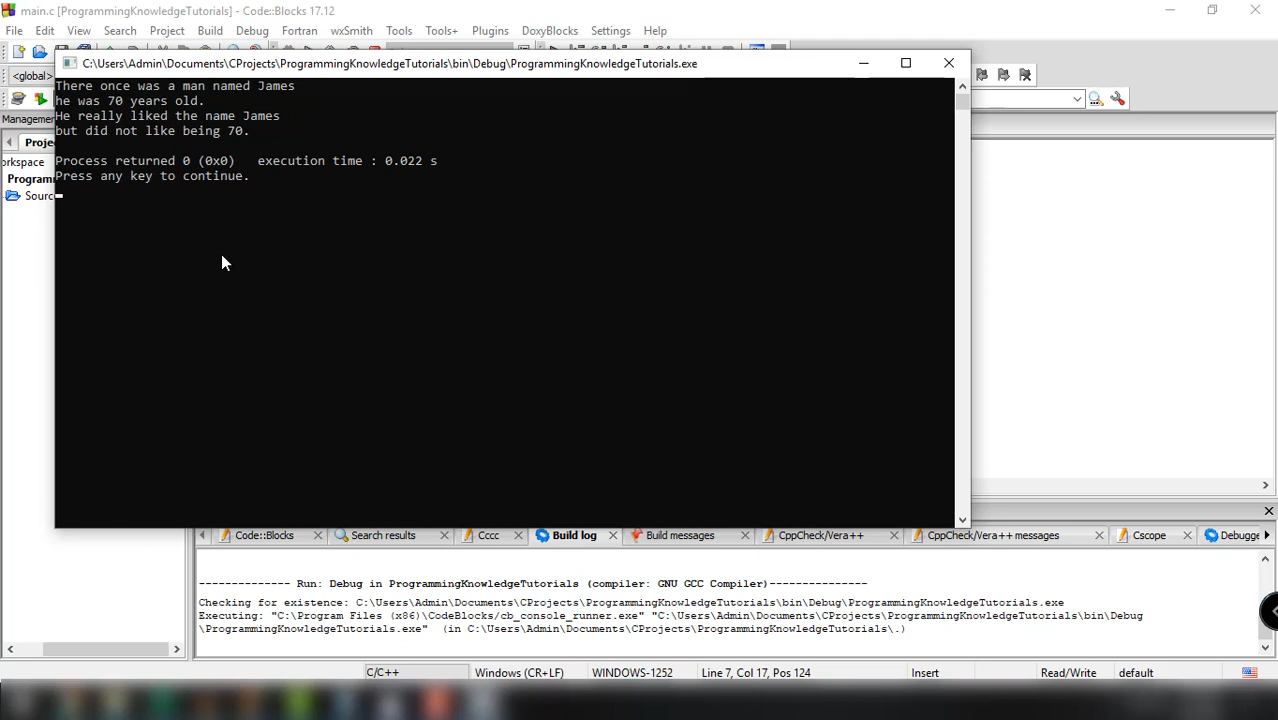 main.c [ProgrammingKnowledgeTutorials] - Code::Blocks 17.12
File Edit View Search Project Build Debug Fortran wxSmith Tools Tools+ Plugins DoxyBlocks Settings Help
C:\Users\Admin\Documents\CProjects\ProgrammingKnowledgeTutorials\bin\Debug\ProgrammingKnowledgeTutorials.exe
<global>
There once was a man named James
he was 70 years old.
He really liked the name James
but did not like being 70.
Process returned 0 (0x0)   execution time : 0.022 s
Press any key to continue.
Management
Projec
orkspace
Programm
Sourc
Code::Blocks Search results Cccc Build log Build messages CppCheck/Vera++ CppCheck/Vera++ messages Cscope Debugge
-------------- Run: Debug in ProgrammingKnowledgeTutorials (compiler: GNU GCC Compiler)---------------
Checking for existence: C:\Users\Admin\Documents\CProjects\ProgrammingKnowledgeTutorials\bin\Debug\ProgrammingKnowledgeTutorials.exe
Executing: "C:\Program Files (x86)\CodeBlocks/cb_console_runner.exe" "C:\Users\Admin\Documents\CProjects\ProgrammingKnowledgeTutorials\bin\Debug
\ProgrammingKnowledgeTutorials.exe"  (in C:\Users\Admin\Documents\CProjects\ProgrammingKnowledgeTutorials\.)
C/C++ Windows (CR+LF) WINDOWS-1252 Line 7, Col 17, Pos 124 Insert Read/Write default